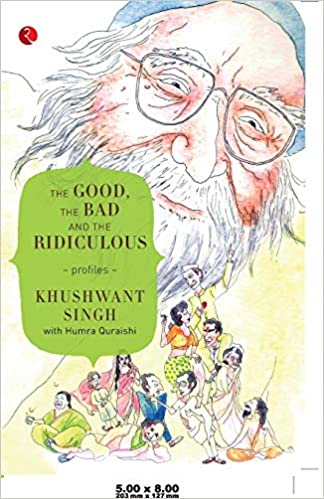 R
THE GOOD,
THE BAD
AND THE
RIDICULOUS
~ profiles ~
KHUSHWANT
SINGH
with Humra Quraishi
5.00 x 8.00
203 mm x 127 mm